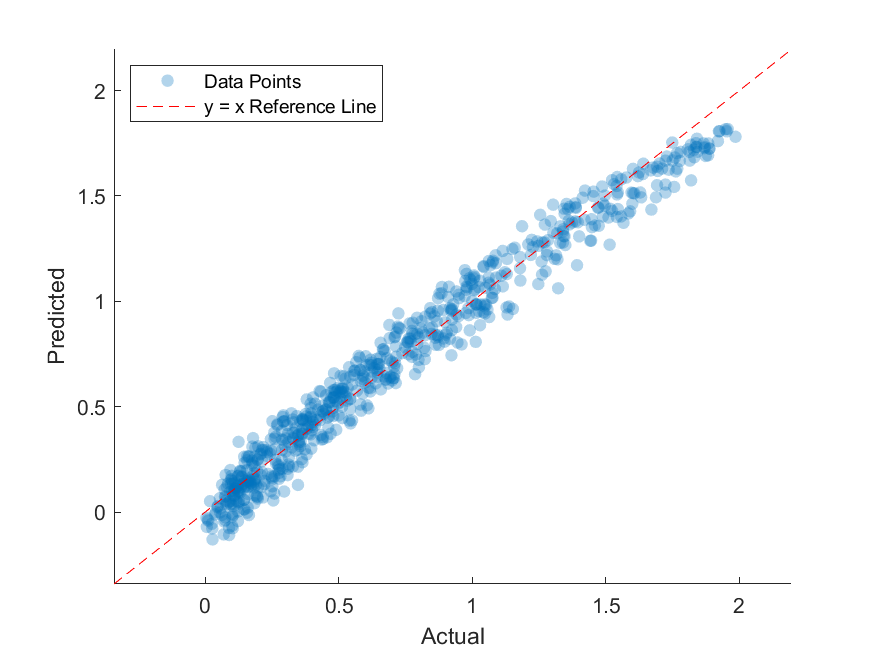 Data Points
y = x Reference Line
2
1.5
1
0.5
0
Predicted
0
0.5
1
1.5
2
Actual